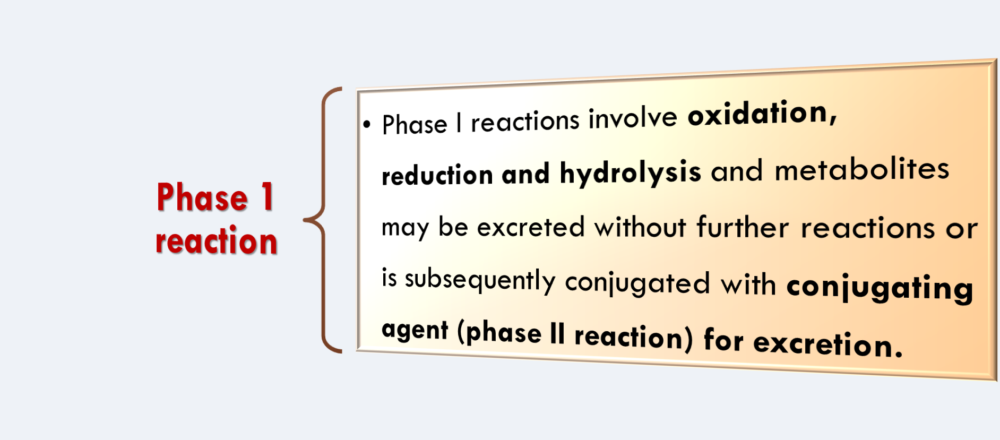 Phase 1
reaction
• Phase I reactions involve oxidation,
reduction and hydrolysis and metabolites
may be excreted without further reactions or
is subsequently conjugated with conjugating
agent (phase II reaction) for excretion.